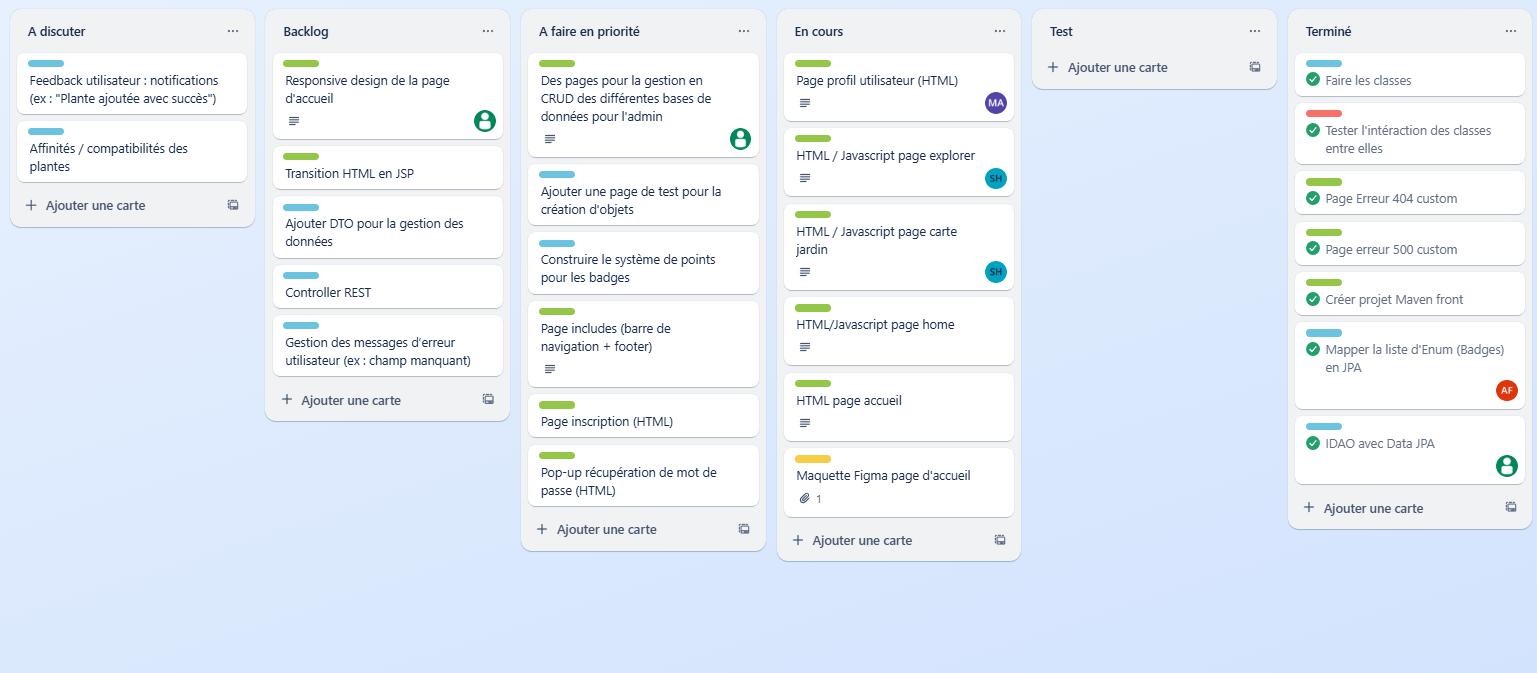 A discuter
Feedback utilisateur : notifications
(ex : "Plante ajoutée avec succès")
Affinités / compatibilités des
plantes
Ajouter une carte
Backlog
Responsive design de la page
d'accueil
Transition HTML en JSP
Ajouter DTO pour la gestion des
données
Controller REST
Gestion des messages d'erreur
utilisateur (ex : champ manquant)
Ajouter une carte
A faire en priorité
Des pages pour la gestion en
CRUD des différentes bases de
données pour l'admin
Ajouter une page de test pour la
création d'objets
Construire le système de points
pour les badges
Page includes (barre de
navigation + footer)
Page inscription (HTML)
Pop-up récupération de mot de
passe (HTML)
Ajouter une carte
En cours
Page profil utilisateur (HTML)
MA
HTML / Javascript page explorer
SH
HTML / Javascript page carte
jardin
SH
HTML/Javascript page home
HTML page accueil
Maquette Figma page d'accueil
1
Ajouter une carte
Test
Ajouter une carte
Terminé
Faire les classes
Tester l'intéraction des classes
entre elles
Page Erreur 404 custom
Page erreur 500 custom
Créer projet Maven front
Mapper la liste d'Enum (Badges)
en JPA
AF
IDAO avec Data JPA
Ajouter une carte